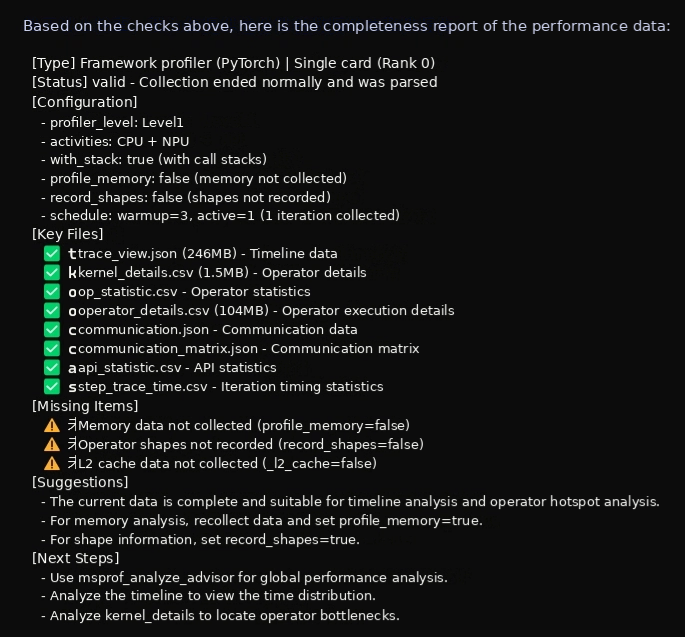 Based on the checks above, here is the completeness report of the performance data:
[Type] Framework profiler (PyTorch) | Single card (Rank 0)
[Status] valid - Collection ended normally and was parsed
[Configuration]
- profiler_level: Level1
- activities: CPU + NPU
- with_stack: true (with call stacks)
- profile_memory: false (memory not collected)
- record_shapes: false (shapes not recorded)
- schedule: warmup=3, active=1 (1 iteration collected)
[Key Files]
✅ ttrace_view.json (246MB) - Timeline data
✅ kkernel_details.csv (1.5MB) - Operator details
✅ oop_statistic.csv - Operator statistics
✅ ooperator_details.csv (104MB) - Operator execution details
✅ ccommunication.json - Communication data
✅ ccommunication_matrix.json - Communication matrix
✅ aapi_statistic.csv - API statistics
✅ sstep_trace_time.csv - Iteration timing statistics
[Missing Items]
⚠ Memory data not collected (profile_memory=false)
⚠ Operator shapes not recorded (record_shapes=false)
⚠ L2 cache data not collected (_l2_cache=false)
[Suggestions]
- The current data is complete and suitable for timeline analysis and operator hotspot analysis.
- For memory analysis, recollect data and set profile_memory=true.
- For shape information, set record_shapes=true.
[Next Steps]
- Use msprof_analyze_advisor for global performance analysis.
- Analyze the timeline to view the time distribution.
- Analyze kernel_details to locate operator bottlenecks.